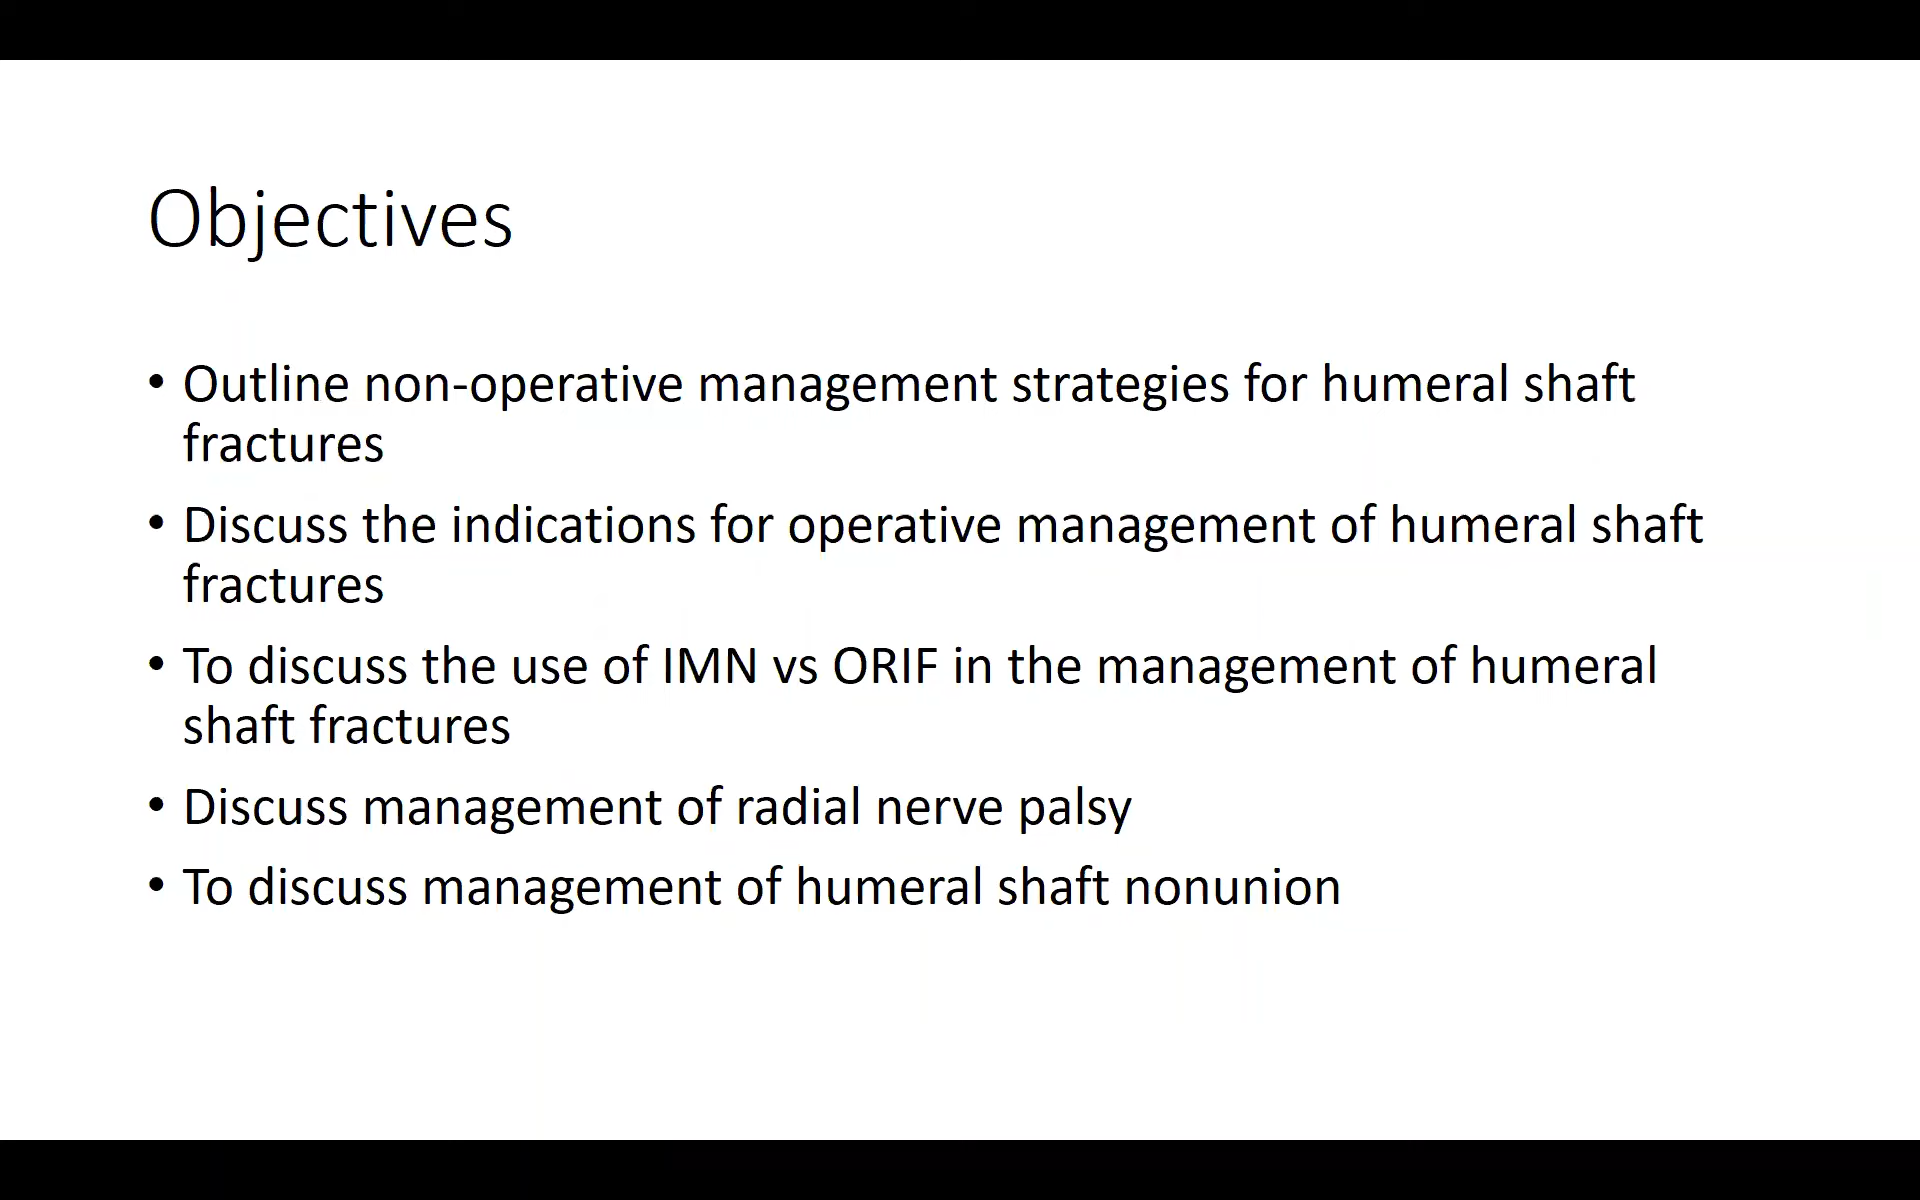 Objectives
• Outline non-operative management strategies for humeral shaft
fractures
• Discuss the indications for operative management of humeral shaft
fractures
• To discuss the use of IMN vs ORIF in the management of humeral
shaft fractures
• Discuss management of radial nerve palsy
• To discuss management of humeral shaft nonunion